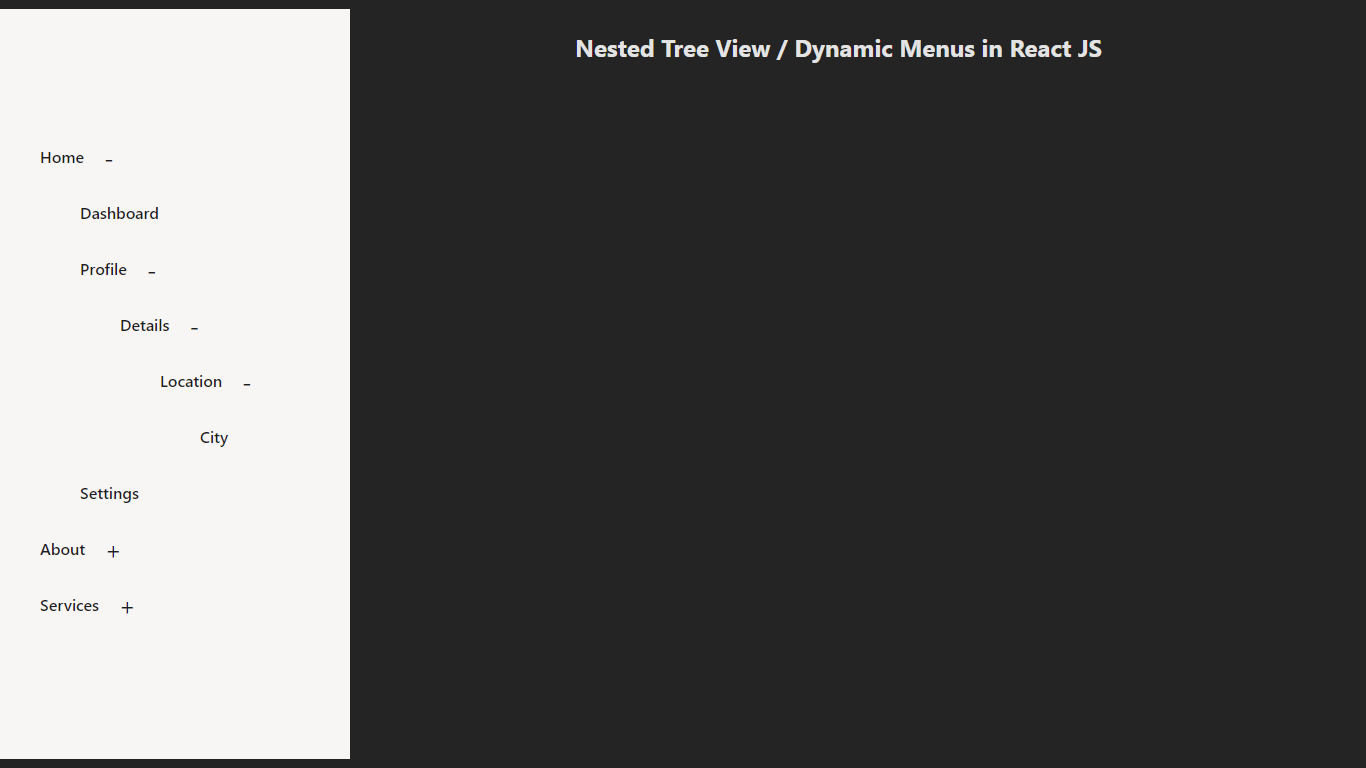 Nested Tree View / Dynamic Menus in React JS
Home -
Dashboard
Profile -
Details -
Location -
City
Settings
About +
Services +